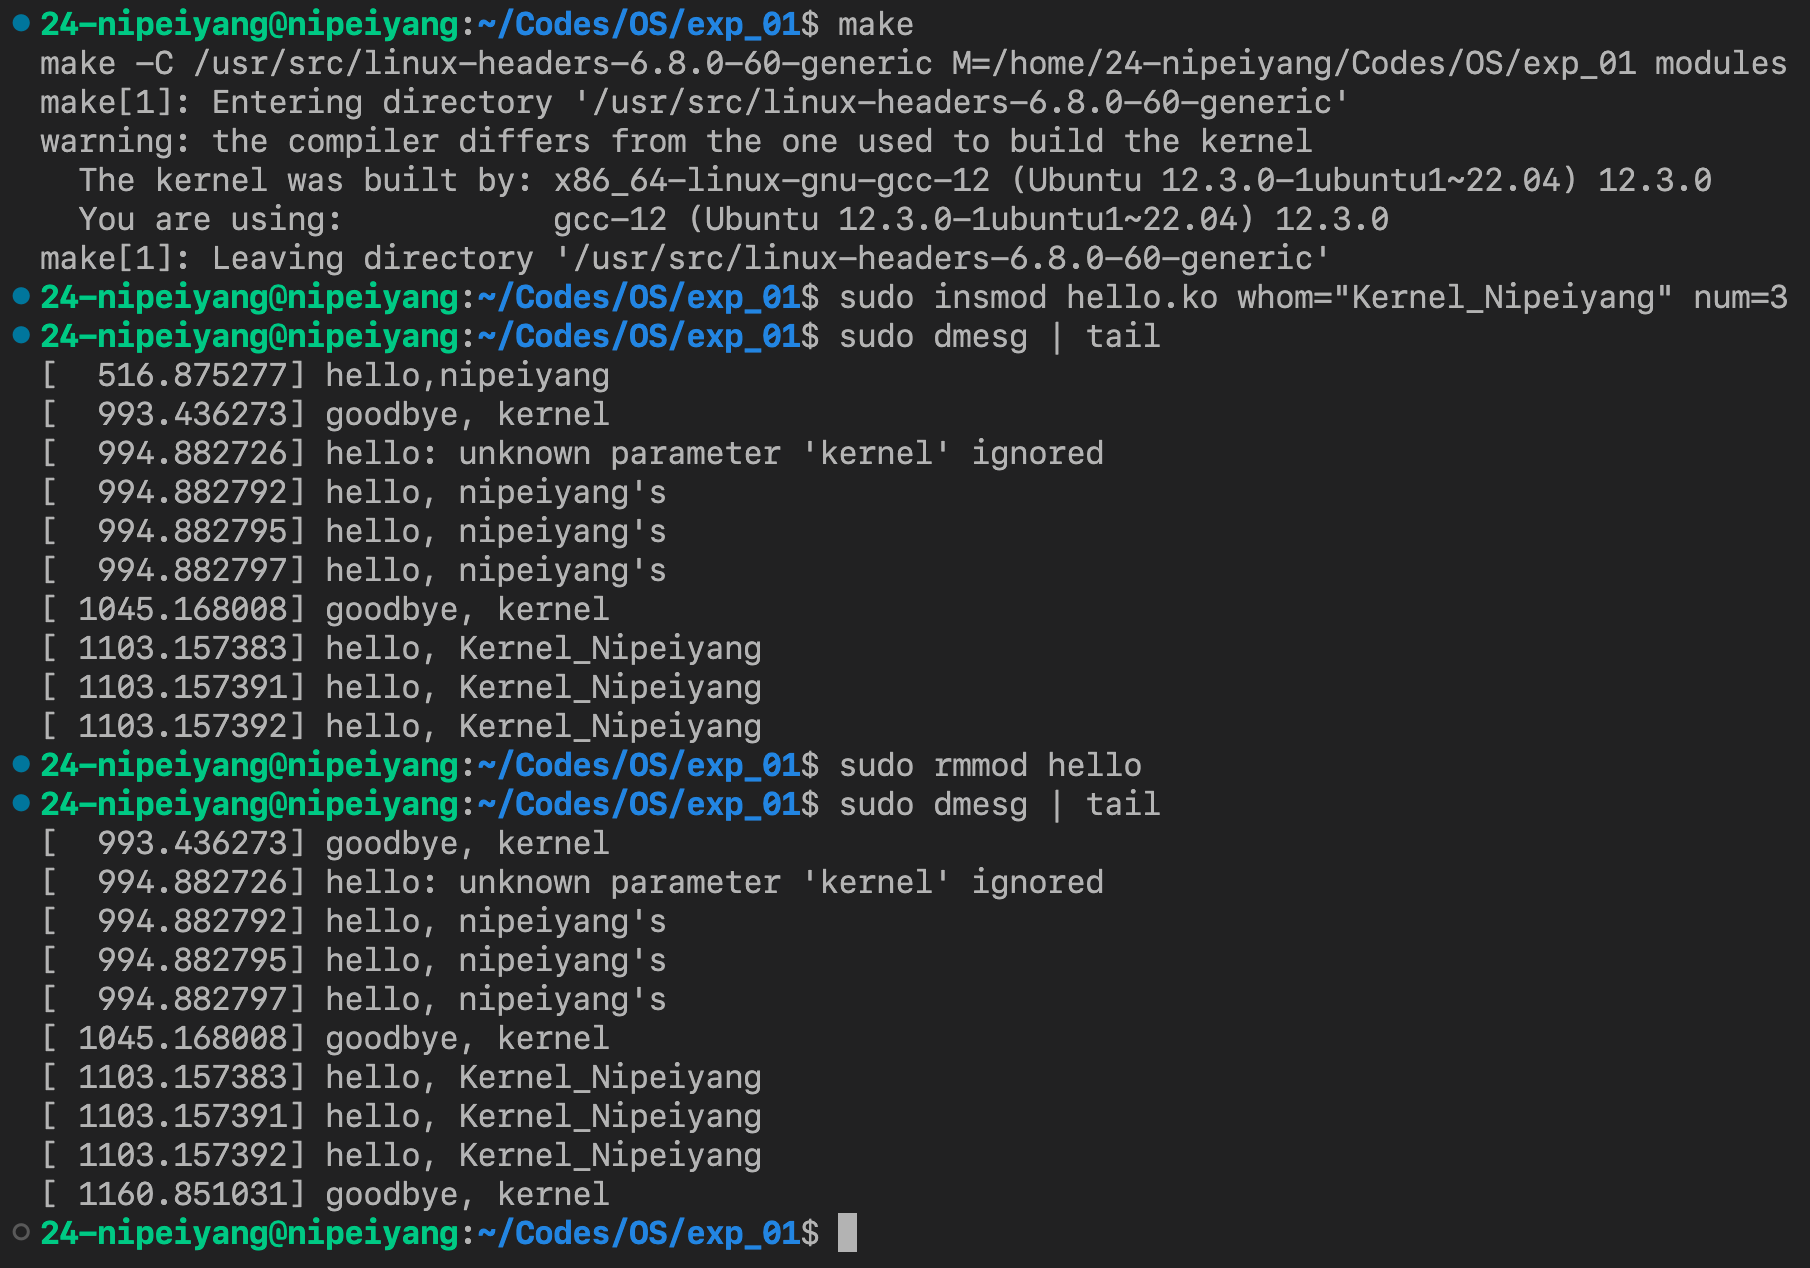 24-nipeiyang@nipeiyang:~/Codes/OS/exp_01$ make
make -C /usr/src/linux-headers-6.8.0-60-generic M=/home/24-nipeiyang/Codes/OS/exp_01 modules
make[1]: Entering directory '/usr/src/linux-headers-6.8.0-60-generic'
warning: the compiler differs from the one used to build the kernel
  The kernel was built by: x86_64-linux-gnu-gcc-12 (Ubuntu 12.3.0-1ubuntu1~22.04) 12.3.0
  You are using:           gcc-12 (Ubuntu 12.3.0-1ubuntu1~22.04) 12.3.0
make[1]: Leaving directory '/usr/src/linux-headers-6.8.0-60-generic'
24-nipeiyang@nipeiyang:~/Codes/OS/exp_01$ sudo insmod hello.ko whom="Kernel_Nipeiyang" num=3
24-nipeiyang@nipeiyang:~/Codes/OS/exp_01$ sudo dmesg | tail
[  516.875277] hello,nipeiyang
[  993.436273] goodbye, kernel
[  994.882726] hello: unknown parameter 'kernel' ignored
[  994.882792] hello, nipeiyang's
[  994.882795] hello, nipeiyang's
[  994.882797] hello, nipeiyang's
[ 1045.168008] goodbye, kernel
[ 1103.157383] hello, Kernel_Nipeiyang
[ 1103.157391] hello, Kernel_Nipeiyang
[ 1103.157392] hello, Kernel_Nipeiyang
24-nipeiyang@nipeiyang:~/Codes/OS/exp_01$ sudo rmmod hello
24-nipeiyang@nipeiyang:~/Codes/OS/exp_01$ sudo dmesg | tail
[  993.436273] goodbye, kernel
[  994.882726] hello: unknown parameter 'kernel' ignored
[  994.882792] hello, nipeiyang's
[  994.882795] hello, nipeiyang's
[  994.882797] hello, nipeiyang's
[ 1045.168008] goodbye, kernel
[ 1103.157383] hello, Kernel_Nipeiyang
[ 1103.157391] hello, Kernel_Nipeiyang
[ 1103.157392] hello, Kernel_Nipeiyang
[ 1160.851031] goodbye, kernel
24-nipeiyang@nipeiyang:~/Codes/OS/exp_01$